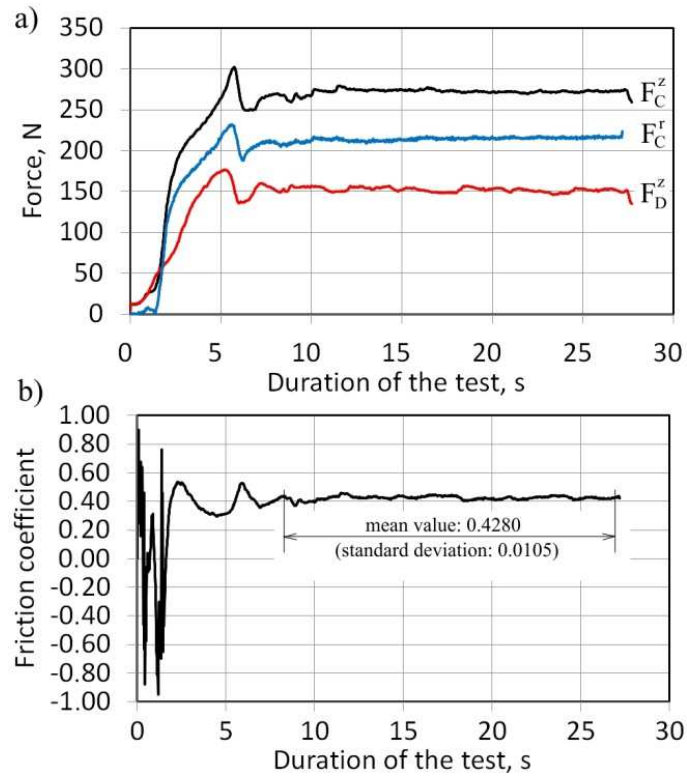 a)
350
300
250
200
150
100
50
0
Force, N
F_C^z
F_C^r
F_D^z
0 5 10 15 20 25 30
Duration of the test, s
b)
1.00
0.80
0.60
0.40
0.20
0.00
-0.20
-0.40
-0.60
-0.80
-1.00
Friction coefficient
mean value: 0.4280
(standard deviation: 0.0105)
0 5 10 15 20 25 30
Duration of the test, s